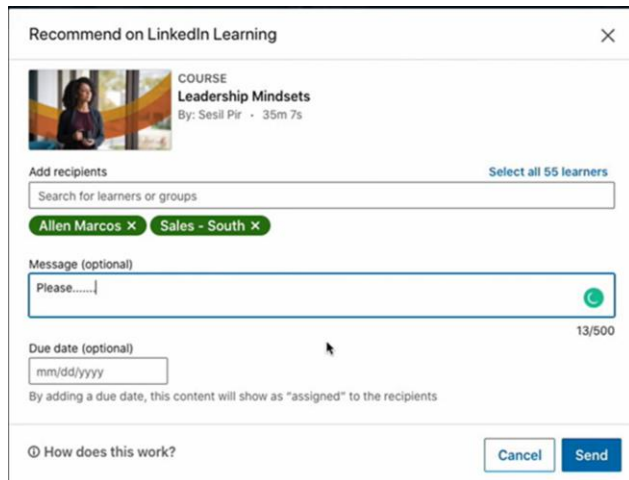 Recommend on LinkedIn Learning
COURSE
Leadership Mindsets
By: Sesil Pir • 35m 7s
Add recipients
Select all 55 learners
Search for learners or groups
Allen Marcos ×
Sales - South ×
Message (optional)
Please.......
13/500
Due date (optional)
mm/dd/yyyy
By adding a due date, this content will show as "assigned" to the recipients
How does this work?
Cancel
Send